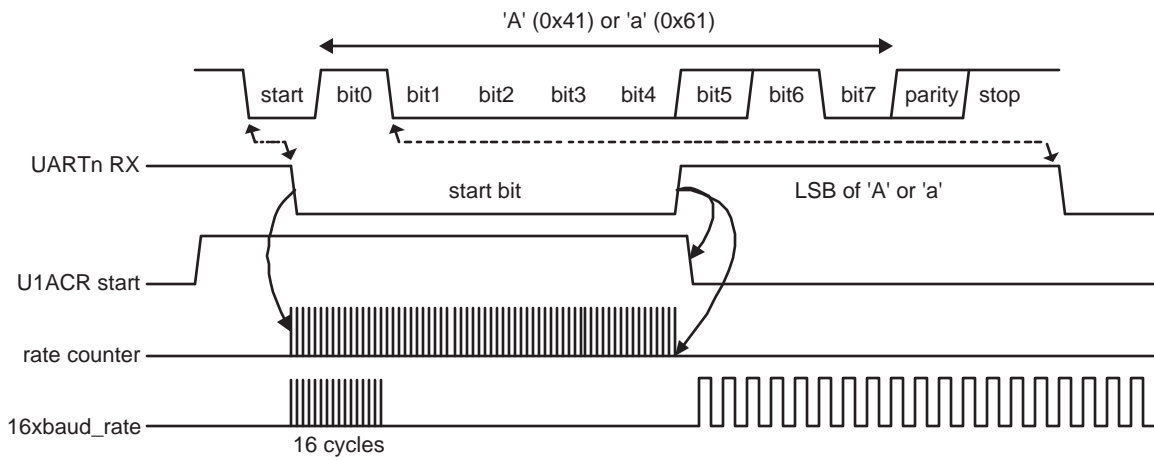 'A' (0x41) or 'a' (0x61)
start bit0 bit1 bit2 bit3 bit4 bit5 bit6 bit7 parity stop
UARTn RX
start bit
LSB of 'A' or 'a'
U1ACR start
rate counter
16xbaud_rate
16 cycles